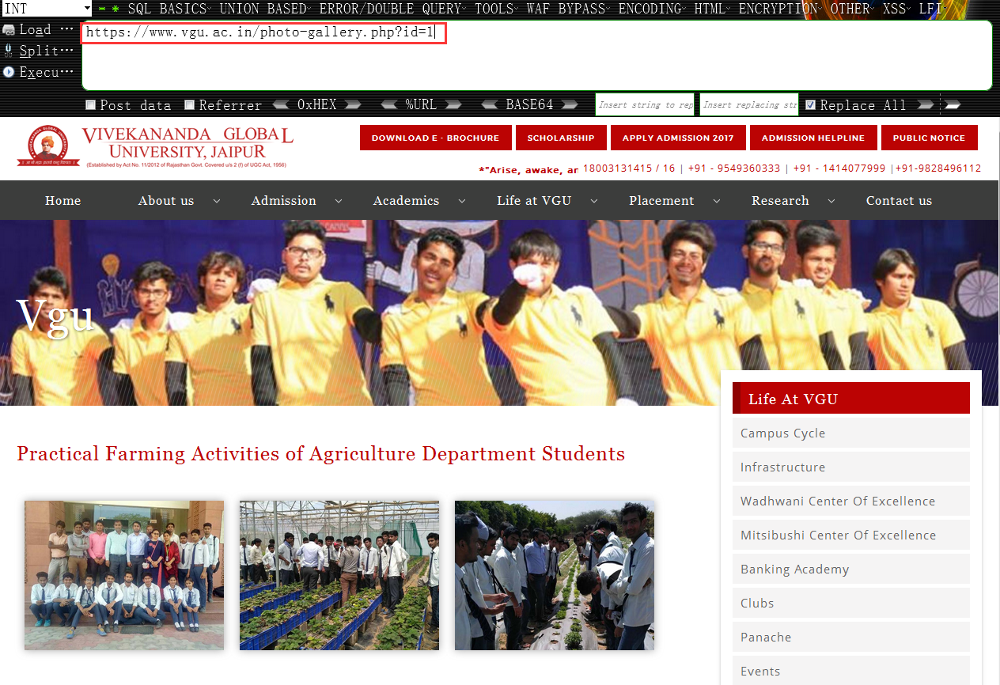 INT SQL BASICS UNION BASED ERROR/DOUBLE QUERY TOOLS WAF BYPASS ENCODING HTML ENCRYPTION OTHER XSS LFI
Load ···
Split···
Execu···
https://www.vgu.ac.in/photo-gallery.php?id=1
Post data Referrer 0xHEX %URL BASE64 Insert string to rep Insert replacing str Replace All
VIVEKANANDA GLOBAL
UNIVERSITY, JAIPUR
(Established by Act No. 11/2012 of Rajasthan Govt. Covered u/s 2 (f) of UGC Act, 1956)
DOWNLOAD E - BROCHURE SCHOLARSHIP APPLY ADMISSION 2017 ADMISSION HELPLINE PUBLIC NOTICE
*"Arise, awake, ar 18003131415 / 16 | +91 - 9549360333 | +91 - 1414077999 |+91-9828496112
Home About us Admission Academics Life at VGU Placement Research Contact us
Vgu
Practical Farming Activities of Agriculture Department Students
Life At VGU
Campus Cycle
Infrastructure
Wadhwani Center Of Excellence
Mitsibushi Center Of Excellence
Banking Academy
Clubs
Panache
Events